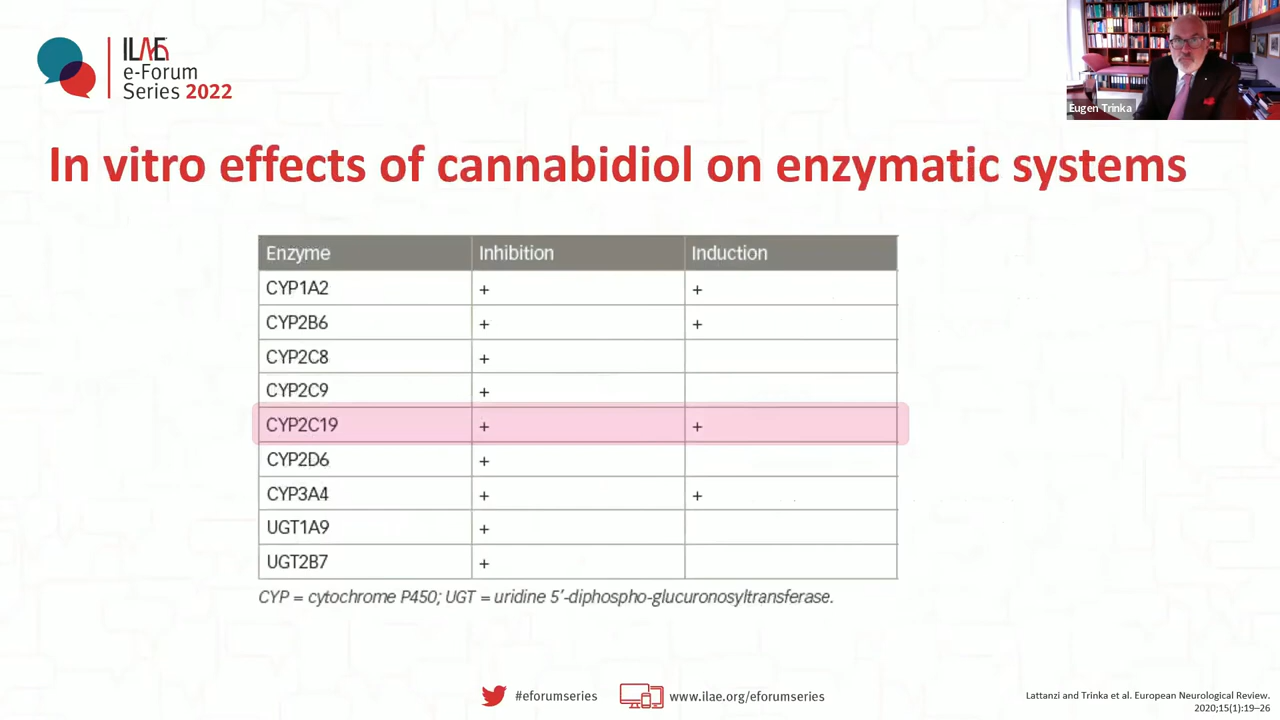 ILAE
e-Forum
Series 2022
Eugen Trinka
In vitro effects of cannabidiol on enzymatic systems
Enzyme Inhibition Induction
CYP1A2 + +
CYP2B6 + +
CYP2C8 +
CYP2C9 +
CYP2C19 + +
CYP2D6 +
CYP3A4 + +
UGT1A9 +
UGT2B7 +
CYP = cytochrome P450; UGT = uridine 5’-diphospho-glucuronosyltransferase.
#eforumseries www.ilae.org/eforumseries
Lattanzi and Trinka et al. European Neurological Review.
2020;15(1):19–26